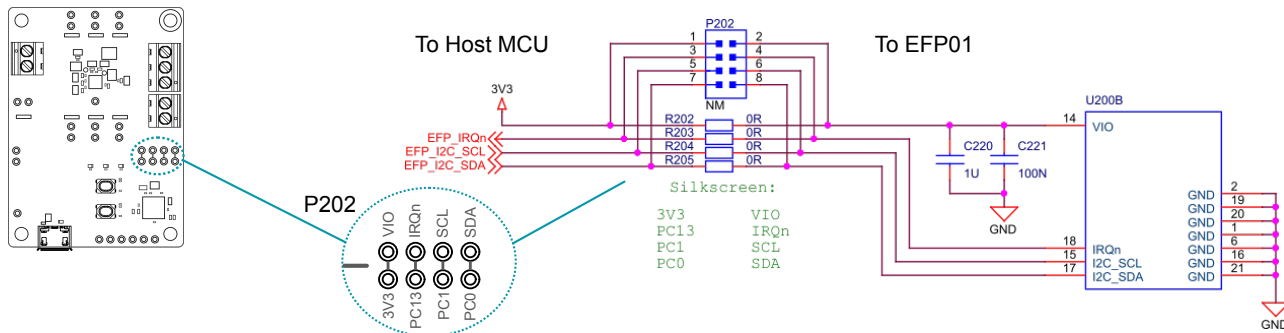 To Host MCU
P202
To EFP01
1 2
3 4
5 6
7 8
NM
3V3
R202 0R
R203 0R
R204 0R
R205 0R
EFP_IRQn
EFP_I2C_SCL
EFP_I2C_SDA
Silkscreen:
3V3 VIO
PC13 IRQn
PC1 SCL
PC0 SDA
C220
1U
C221
100N
GND
U200B
14 VIO
18 IRQn
15 I2C_SCL
17 I2C_SDA
GND 2
GND 19
GND 20
GND 1
GND 6
GND 16
GND 21
GND
P202
VIO
IRQn
SCL
SDA
3V3
PC13
PC1
PC0